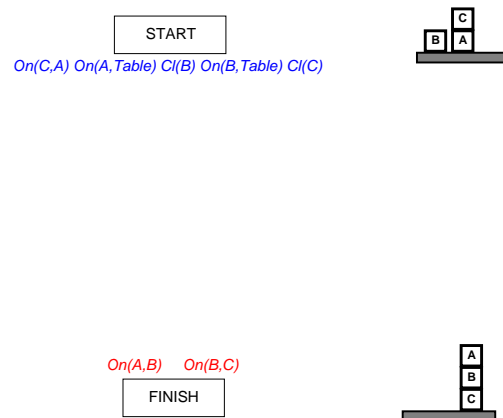 START
On(C,A) On(A,Table) Cl(B) On(B,Table) Cl(C)
C
B A
On(A,B) On(B,C)
FINISH
A
B
C